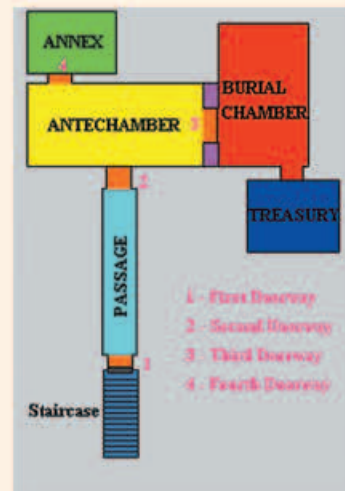 ANNEX
4
BURIAL
CHAMBER
ANTECHAMBER
3
2
TREASURY
PASSAGE
1 - First Doorway
2 - Second Doorway
3 - Third Doorway
4 - Fourth Doorway
1
Staircase